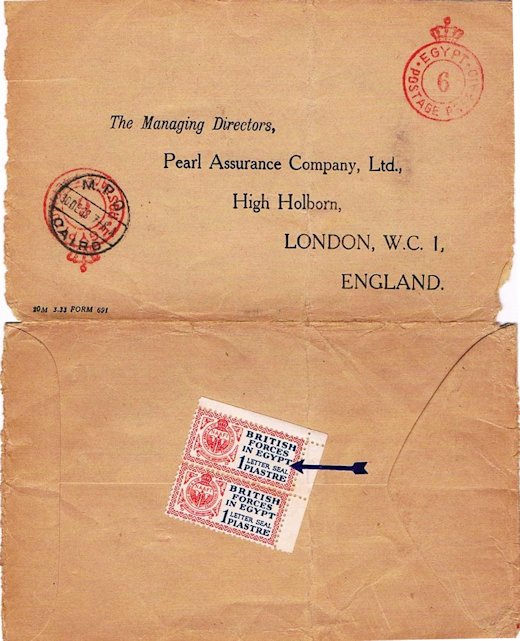 EGYPT
POSTAGE P
6
The Managing Directors,
Pearl Assurance Company, Ltd.,
High Holborn,
LONDON, W.C. 1,
ENGLAND.
M.P.O
CAIRO
20M 3.33 FORM 691
BRITISH
FORCES
IN EGYPT
LETTER SEAL
1 PIASTRE
BRITISH
FORCES
IN EGYPT
LETTER SEAL
1 PIASTRE